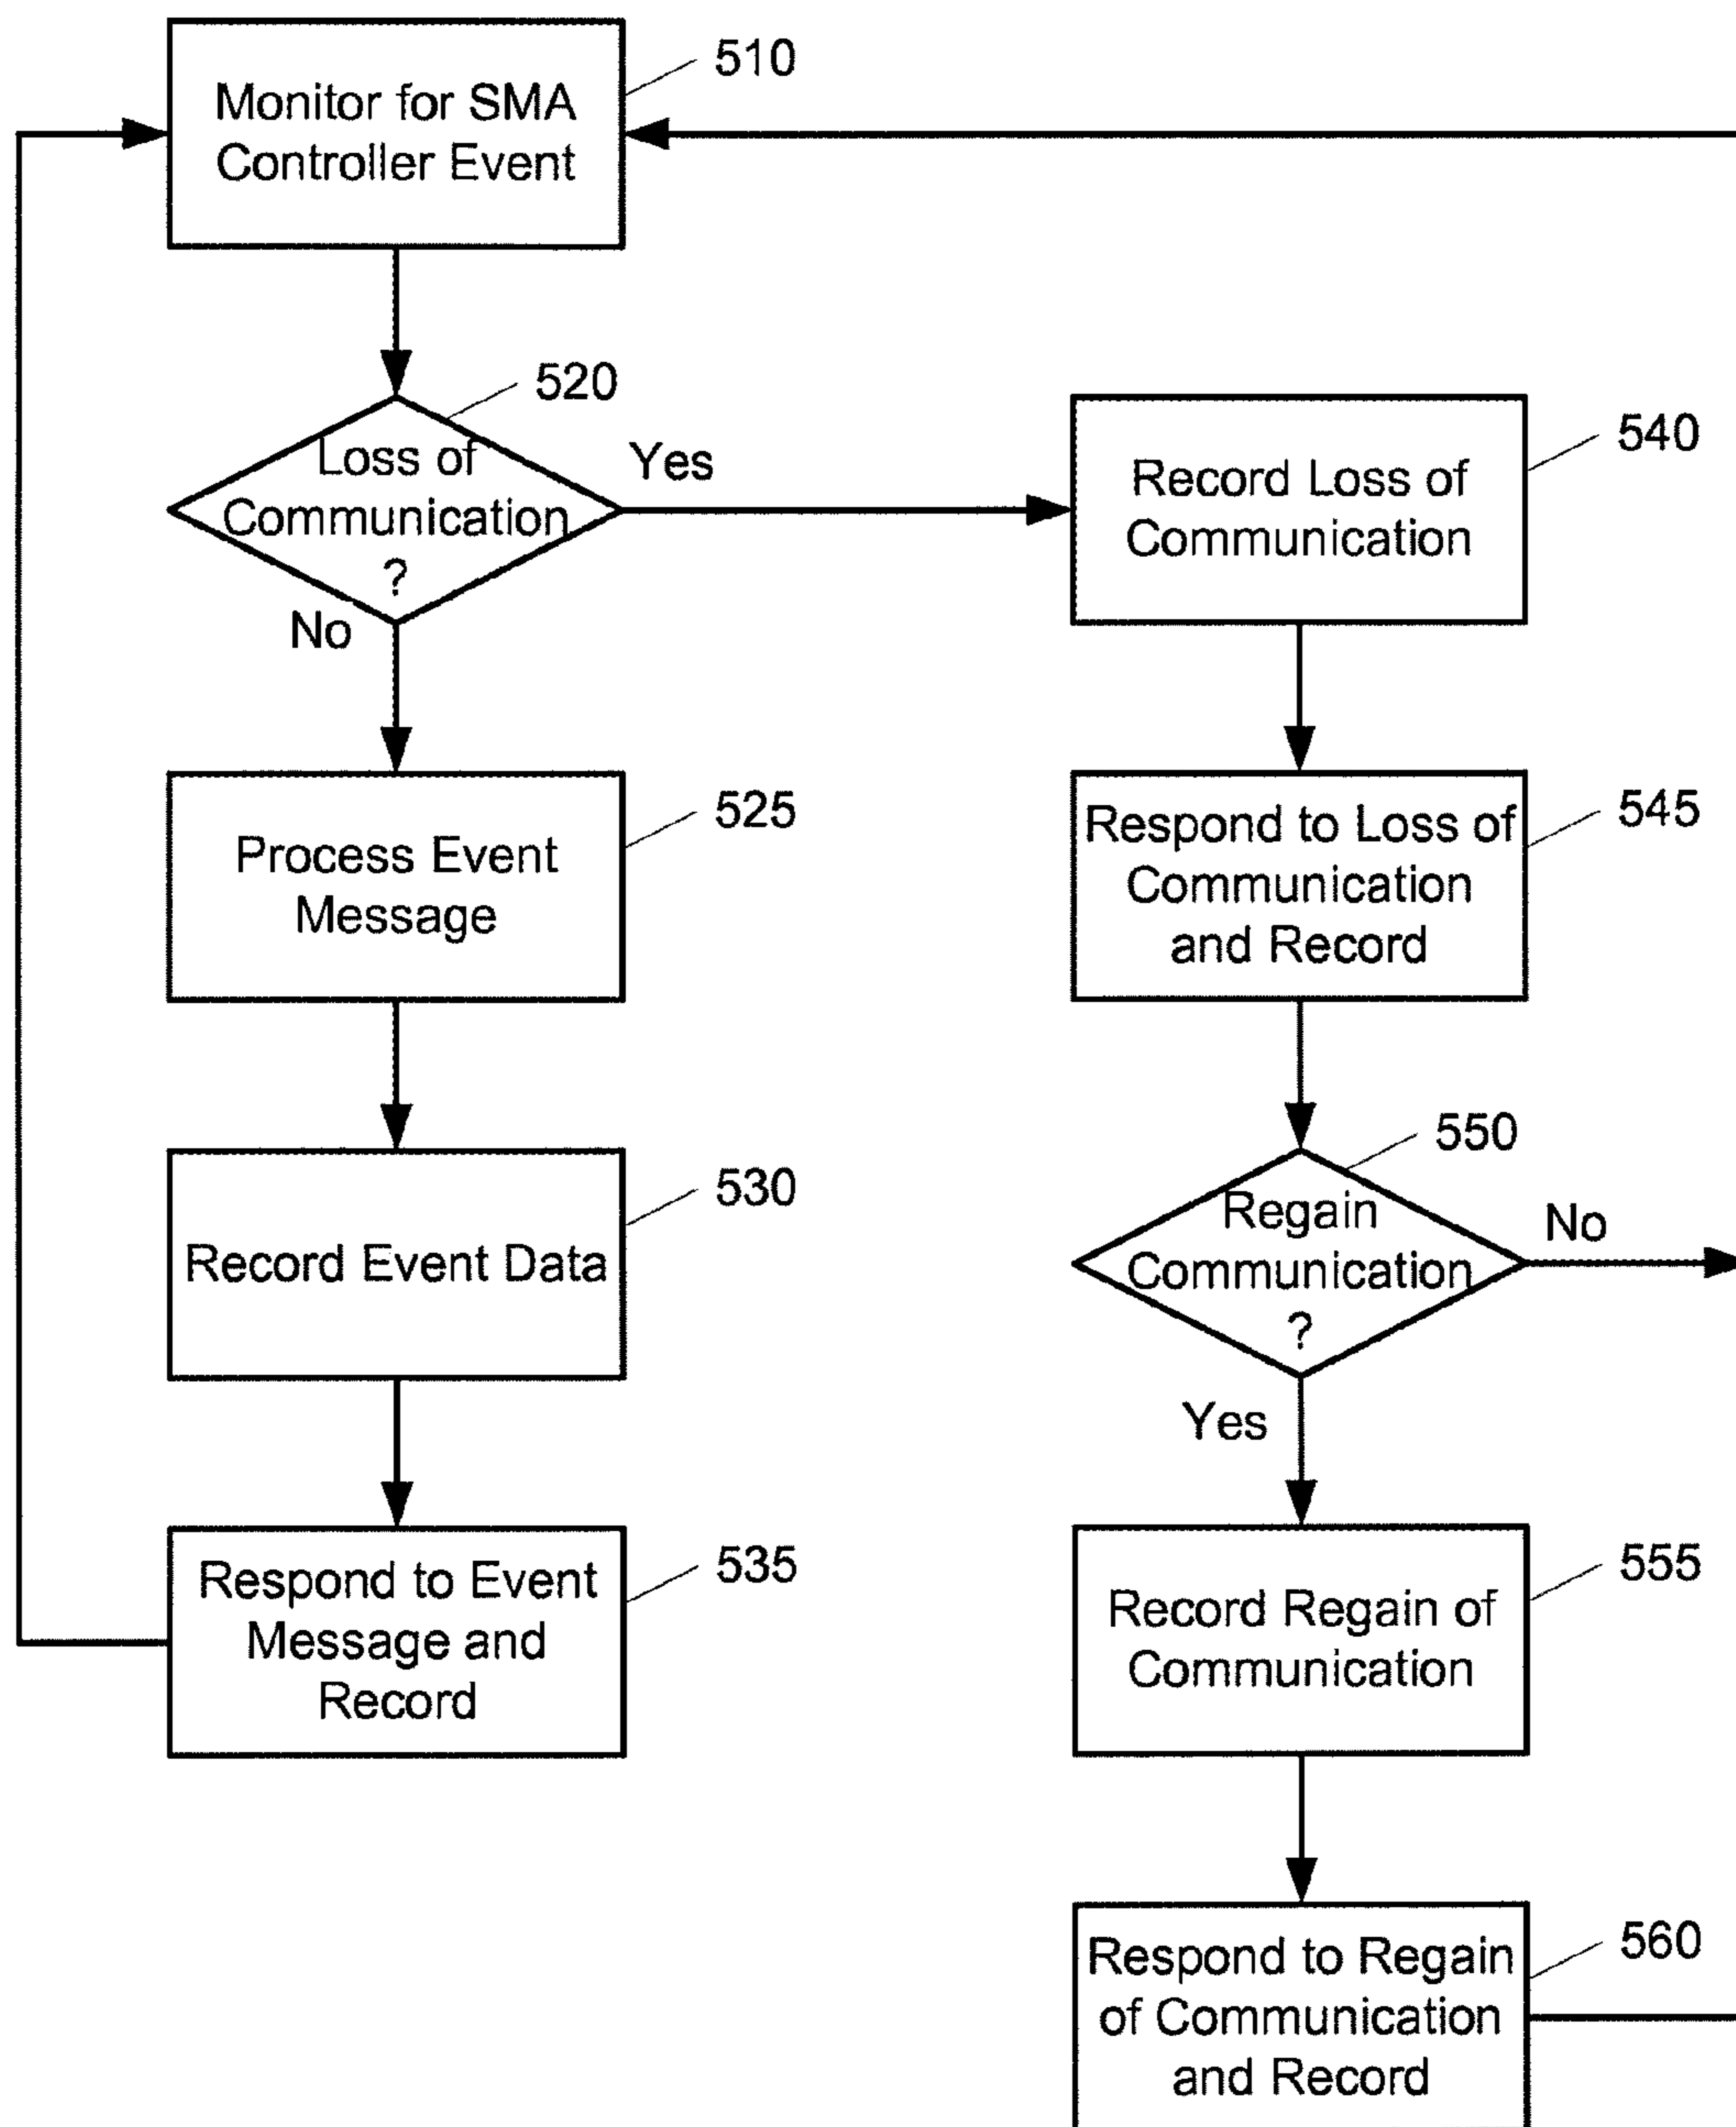 510
Monitor for SMA
Controller Event
520
Loss of
Communication
?
Yes
No
540
Record Loss of
Communication
525
Process Event
Message
545
Respond to Loss of
Communication
and Record
530
Record Event Data
550
Regain
Communication
?
No
Yes
535
Respond to Event
Message and
Record
555
Record Regain of
Communication
560
Respond to Regain
of Communication
and Record